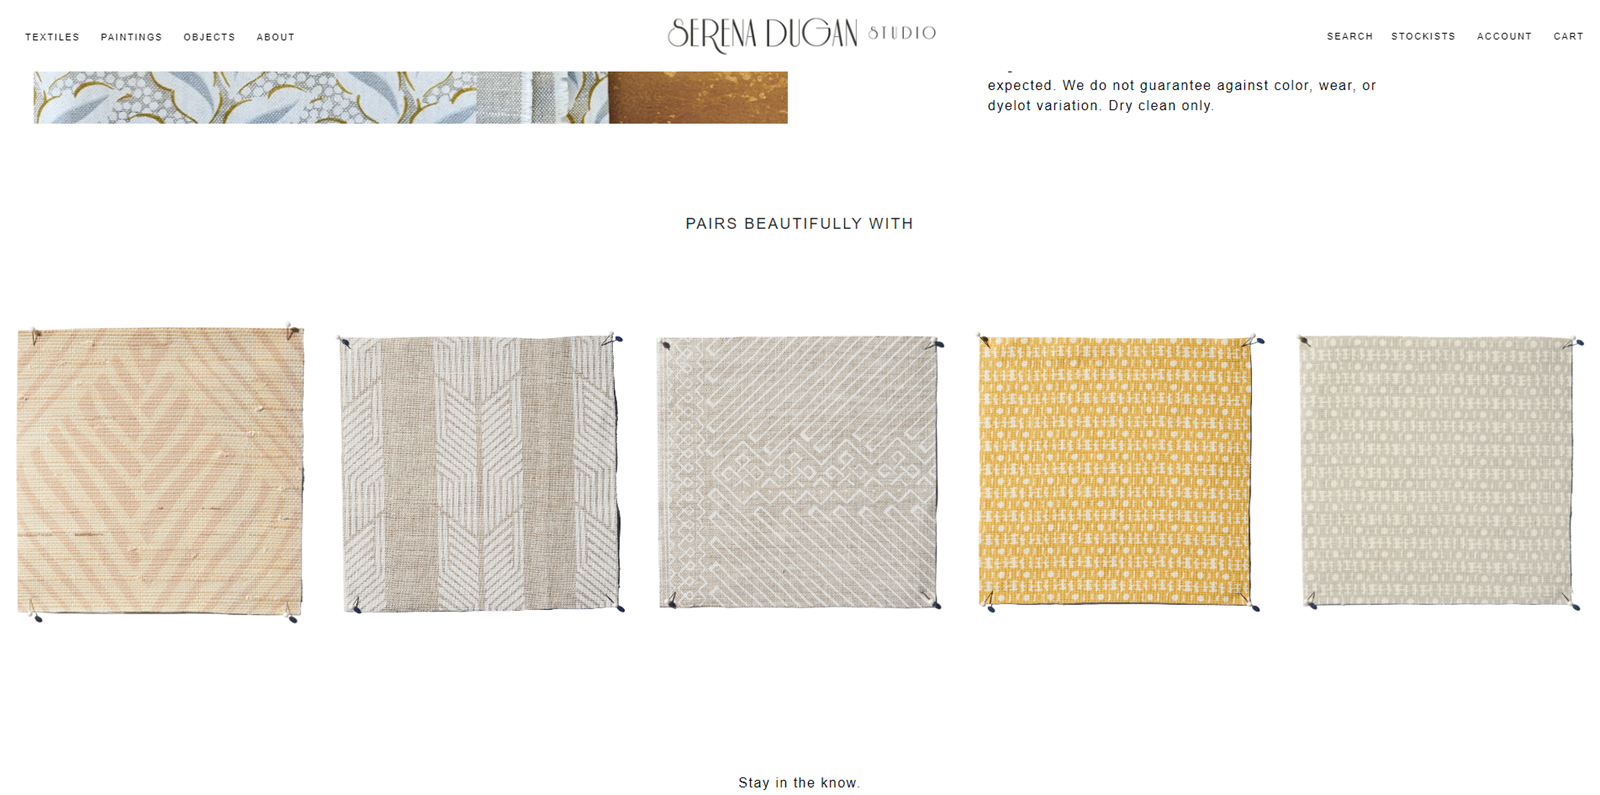 TEXTILES PAINTINGS OBJECTS ABOUT
SERENA DUGAN STUDIO
SEARCH STOCKISTS ACCOUNT CART
expected. We do not guarantee against color, wear, or
dyelot variation. Dry clean only.
PAIRS BEAUTIFULLY WITH
Stay in the know.